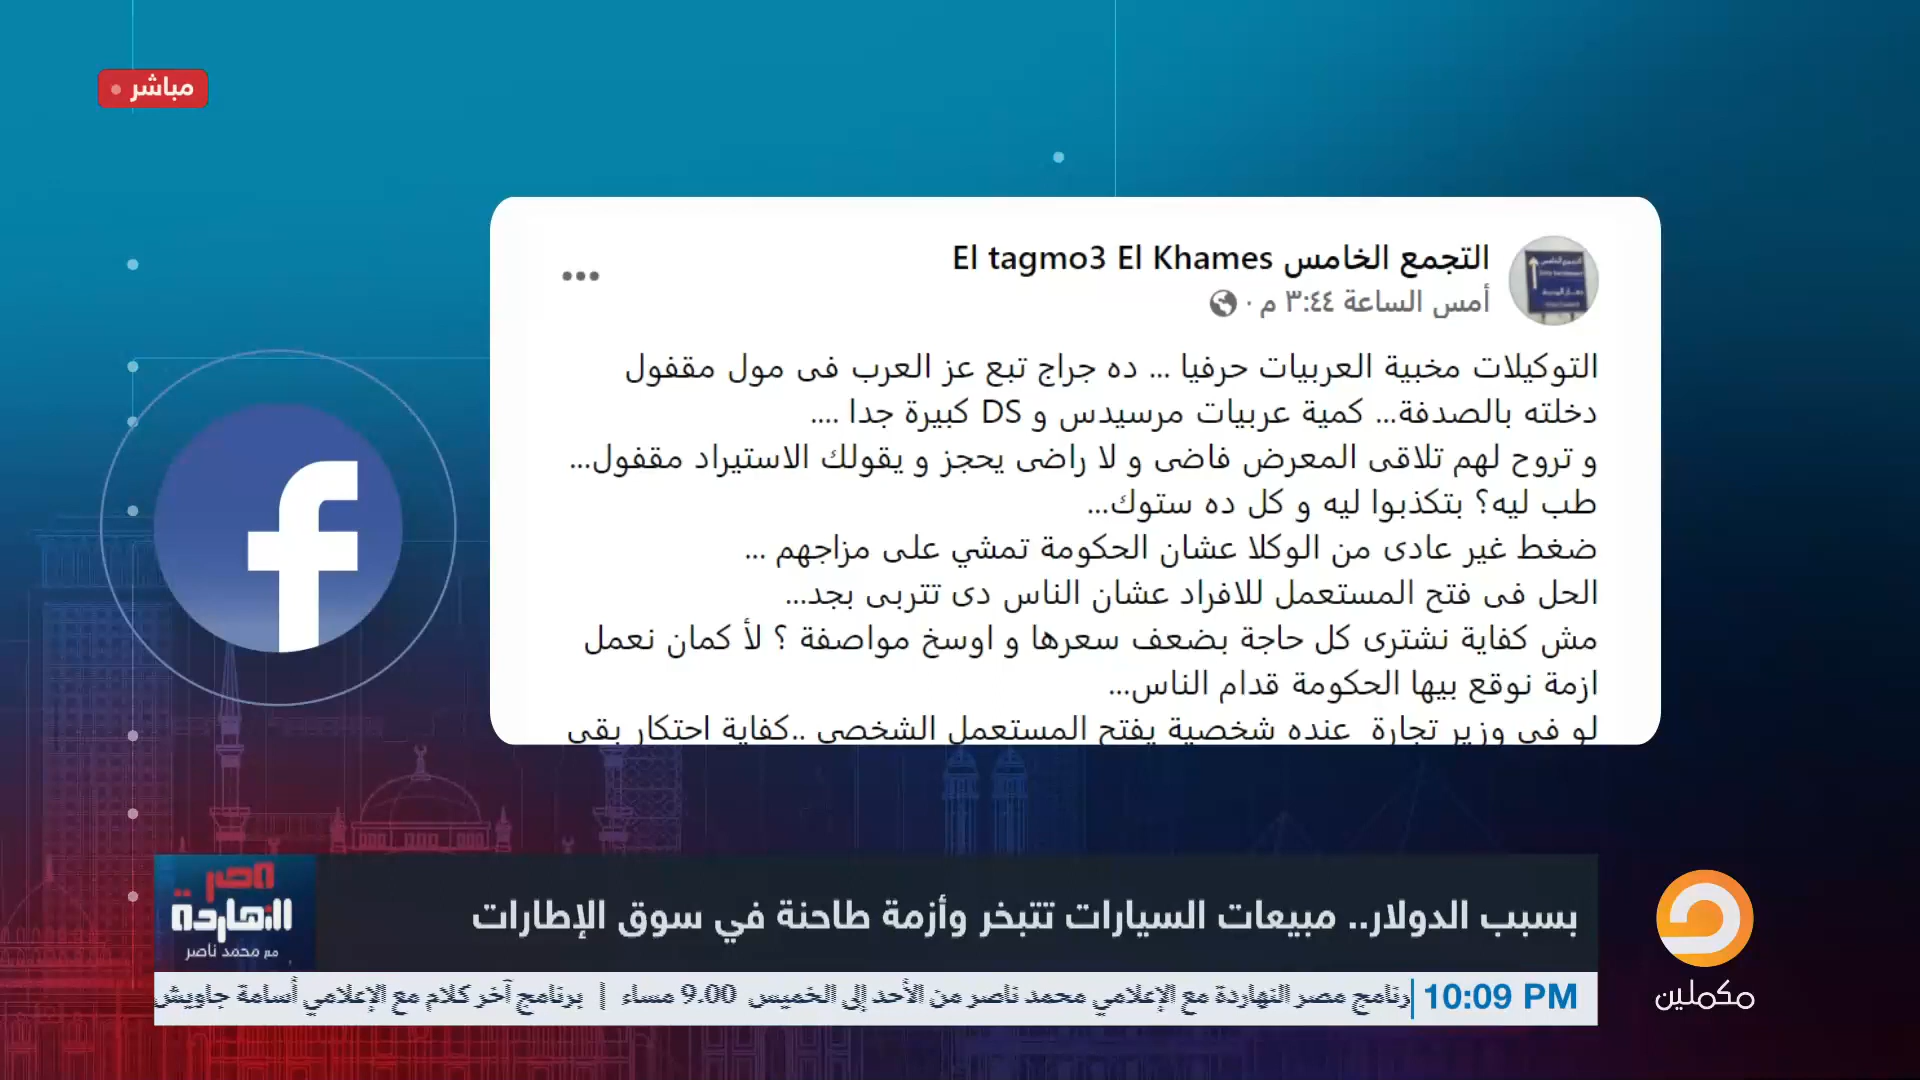 مباشر
التجمع الخامس El tagmo3 El Khames
أمس الساعة ٣:٤٤ م ·
التوكيلات مخبية العربيات حرفيا ... ده جراج تبع عز العرب فى مول مقفول
دخلته بالصدفة... كمية عربيات مرسيدس و DS كبيرة جدا ....
و تروح لهم تلاقى المعرض فاضى و لا راضى يحجز و يقولك الاستيراد مقفول...
طب ليه؟ بتكذبوا ليه و كل ده ستوك...
ضغط غير عادى من الوكلا عشان الحكومة تمشي على مزاجهم ...
الحل فى فتح المستعمل للافراد عشان الناس دى تتربى بجد...
مش كفاية نشترى كل حاجة بضعف سعرها و اوسخ مواصفة ؟ لأ كمان نعمل
ازمة نوقع بيها الحكومة قدام الناس...
لو فى وزير تجارة عنده شخصية يفتح المستعمل الشخصى ..كفاية احتكار بقى
مصر النهاردة
مع محمد ناصر
بسبب الدولار.. مبيعات السيارات تتبخر وأزمة طاحنة في سوق الإطارات
10:09 PM
رنامج مصر النهاردة مع الإعلامي محمد ناصر من الأحد إلى الخميس 9.00 مساء | برنامج آخر كلام مع الإعلامي أسامة جاويش
مكملين